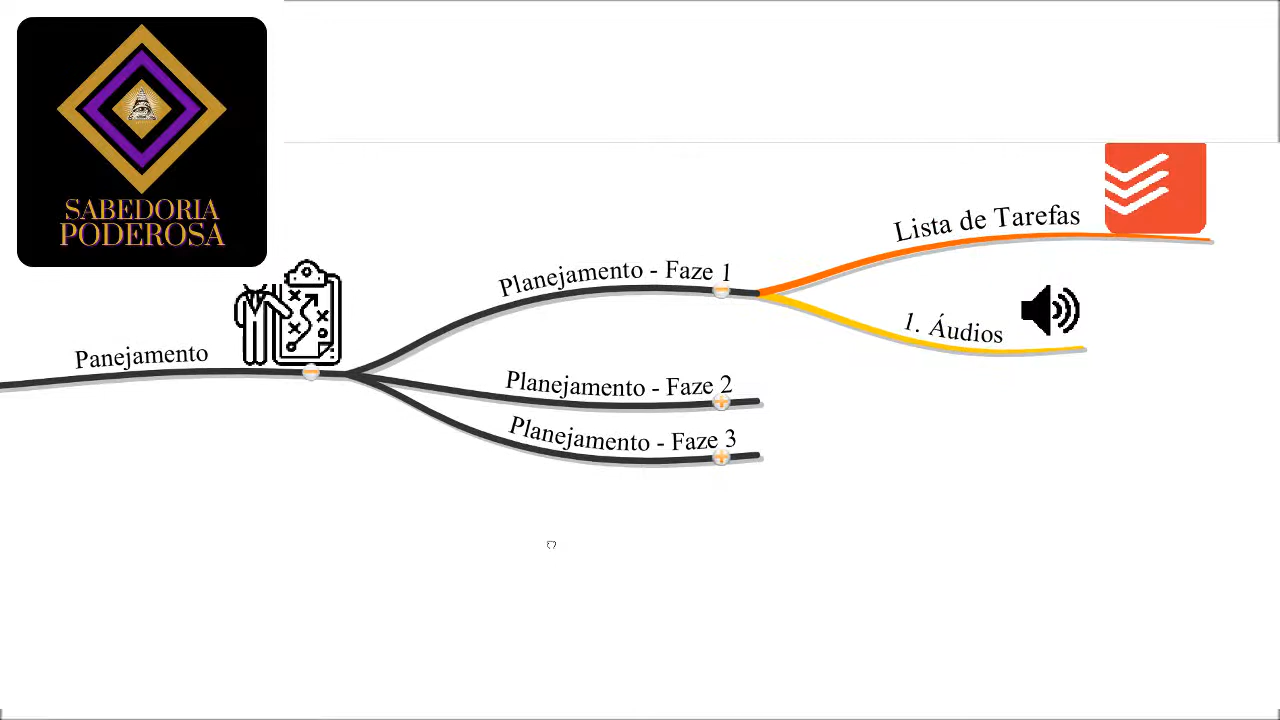 SABEDORIA
PODEROSA
Lista de Tarefas
Planejamento - Faze 1
1. Áudios
Panejamento
Planejamento - Faze 2
Planejamento - Faze 3